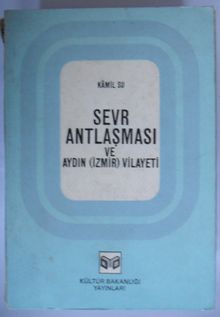 KÂMİL SU
SEVR
ANTLAŞMASI
VE
AYDIN (İZMİR) VİLAYETİ
KÜLTÜR BAKANLIĞI
YAYINLARI